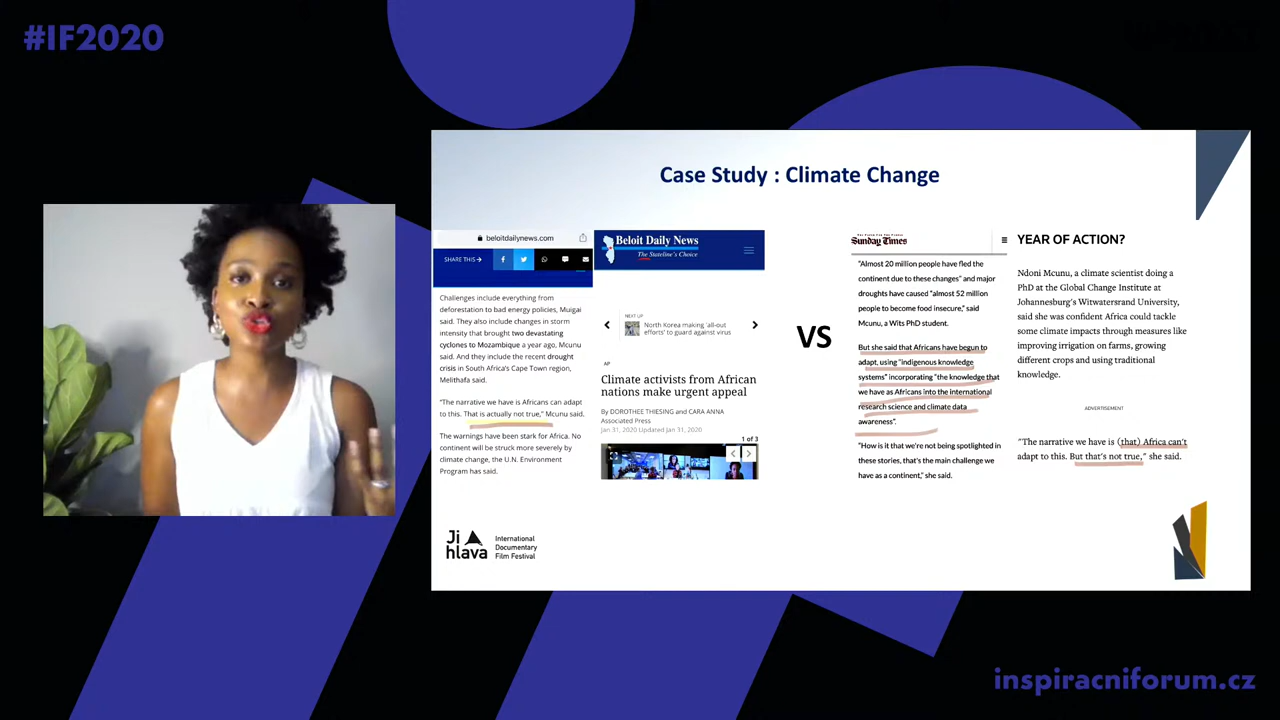 #IF2020
Case Study : Climate Change
beloitdailynews.com
SHARE THIS
Challenges include everything from
deforestation to bad energy policies, Muigai
said. They also include changes in storm
intensity that brought two devastating
cyclones to Mozambique a year ago, Mcunu
said. And they include the recent drought
crisis in South Africa's Cape Town region,
Melithafa said.
"The narrative we have is Africans can adapt
to this. That is actually not true," Mcunu said.
The warnings have been stark for Africa. No
continent will be struck more severely by
climate change, the U.N. Environment
Program has said.
Beloit Daily News
The Stateline's Choice
NEXT UP
North Korea making 'all-out
efforts' to guard against virus
AP
Climate activists from African
nations make urgent appeal
By DOROTHEE THIESING and CARA ANNA
Associated Press
Jan 31, 2020 Updated Jan 31, 2020
1 of 3
VS
Sunday Times
"Almost 20 million people have fled the
continent due to these changes" and major
droughts have caused "almost 52 million
people to become food insecure," said
Mcunu, a Wits PhD student.
But she said that Africans have begun to
adapt, using "indigenous knowledge
systems" incorporating "the knowledge that
we have as Africans into the international
research science and climate data
awareness".
"How is it that we're not being spotlighted in
these stories, that's the main challenge we
have as a continent," she said.
YEAR OF ACTION?
Ndoni Mcunu, a climate scientist doing a
PhD at the Global Change Institute at
Johannesburg's Witwatersrand University,
said she was confident Africa could tackle
some climate impacts through measures like
improving irrigation on farms, growing
different crops and using traditional
knowledge.
ADVERTISEMENT
"The narrative we have is (that) Africa can't
adapt to this. But that's not true," she said.
Ji
hlava
International
Documentary
Film Festival
inspiracniforum.cz